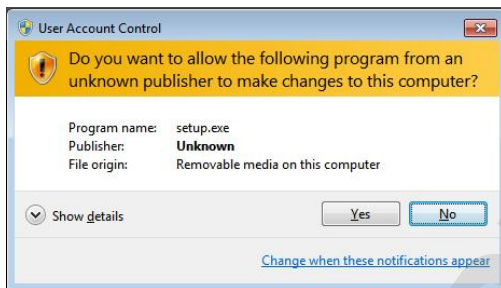 User Account Control
Do you want to allow the following program from an
unknown publisher to make changes to this computer?
Program name: setup.exe
Publisher: Unknown
File origin: Removable media on this computer
Show details Yes No
Change when these notifications appear